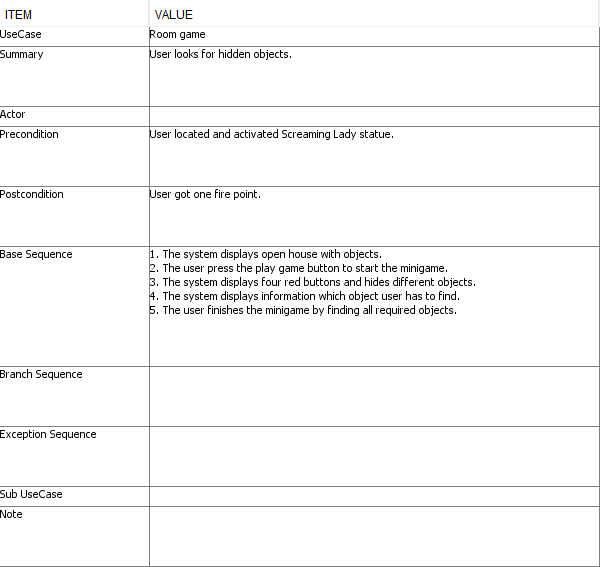 ITEM VALUE
UseCase Room game
Summary User looks for hidden objects.
Actor
Precondition User located and activated Screaming Lady statue.
Postcondition User got one fire point.
Base Sequence 1. The system displays open house with objects.
2. The user press the play game button to start the minigame.
3. The system displays four red buttons and hides different objects.
4. The system displays information which object user has to find.
5. The user finishes the minigame by finding all required objects.
Branch Sequence
Exception Sequence
Sub UseCase
Note